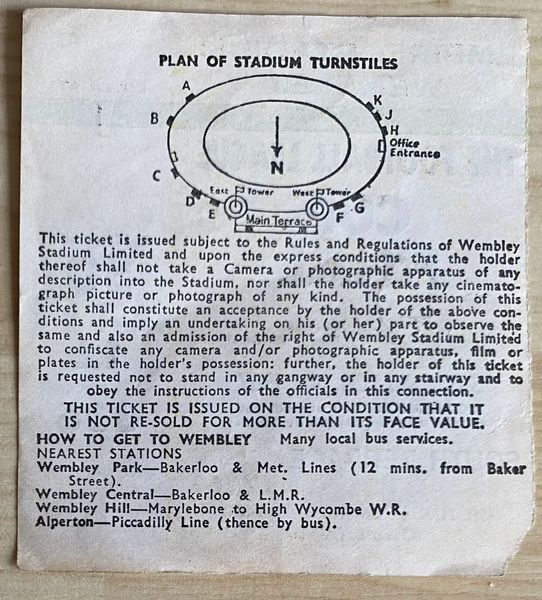 PLAN OF STADIUM TURNSTILES
A
B
C
D
E
K
J
H
Office
Entrance
N
East Tower
West Tower
G
F
Main Terrace
This ticket is issued subject to the Rules and Regulations of Wembley
Stadium Limited and upon the express conditions that the holder
thereof shall not take a Camera or photographic apparatus of any
description into the Stadium, nor shall the holder take any cinemato-
graph picture or photograph of any kind. The possession of this
ticket shall constitute an acceptance by the holder of the above con-
ditions and imply an undertaking on his (or her) part to observe the
same and also an admission of the right of Wembley Stadium Limited
to confiscate any camera and/or photographic apparatus, film or
plates in the holder's possession: further, the holder of this ticket
is requested not to stand in any gangway or in any stairway and to
obey the instructions of the officials in this connection.
THIS TICKET IS ISSUED ON THE CONDITION THAT IT
IS NOT RE-SOLD FOR MORE THAN ITS FACE VALUE.
HOW TO GET TO WEMBLEY Many local bus services.
NEAREST STATIONS
Wembley Park—Bakerloo & Met. Lines (12 mins. from Baker
Street).
Wembley Central—Bakerloo & L.M.R.
Wembley Hill—Marylebone to High Wycombe W.R.
Alperton—Piccadilly Line (thence by bus).